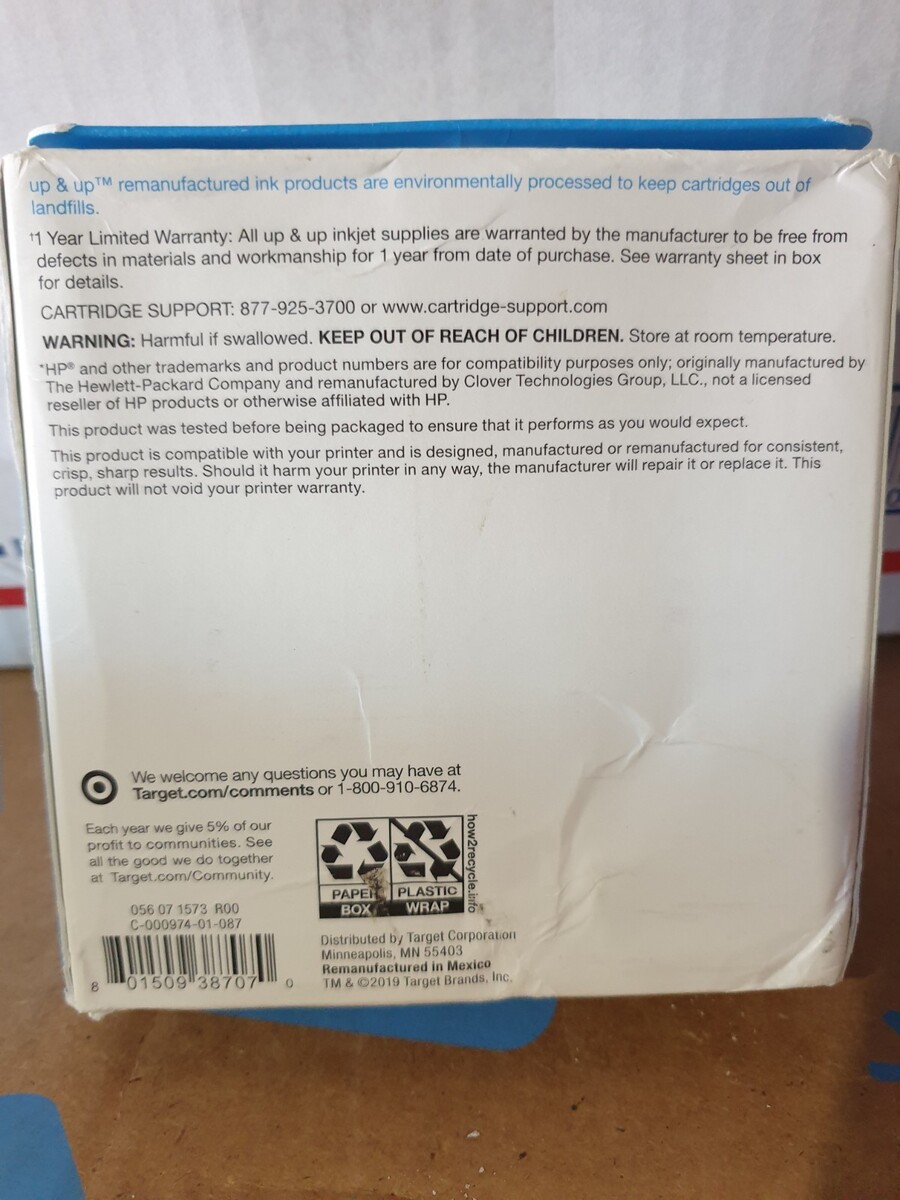 up & up™ remanufactured ink products are environmentally processed to keep cartridges out of
landfills.
†1 Year Limited Warranty: All up & up inkjet supplies are warranted by the manufacturer to be free from
defects in materials and workmanship for 1 year from date of purchase. See warranty sheet in box
for details.
CARTRIDGE SUPPORT: 877-925-3700 or www.cartridge-support.com
WARNING: Harmful if swallowed. KEEP OUT OF REACH OF CHILDREN. Store at room temperature.
*HP® and other trademarks and product numbers are for compatibility purposes only; originally manufactured by
The Hewlett-Packard Company and remanufactured by Clover Technologies Group, LLC., not a licensed
reseller of HP products or otherwise affiliated with HP.
This product was tested before being packaged to ensure that it performs as you would expect.
This product is compatible with your printer and is designed, manufactured or remanufactured for consistent,
crisp, sharp results. Should it harm your printer in any way, the manufacturer will repair it or replace it. This
product will not void your printer warranty.
We welcome any questions you may have at
Target.com/comments or 1-800-910-6874.
Each year we give 5% of our
profit to communities. See
all the good we do together
at Target.com/Community.
056 07 1573 R00
C-000974-01-087
8 01509 38707 0
PAPER
BOX
PLASTIC
WRAP
how2recycle.info
Distributed by Target Corporation
Minneapolis, MN 55403
Remanufactured in Mexico
TM & ©2019 Target Brands, Inc.